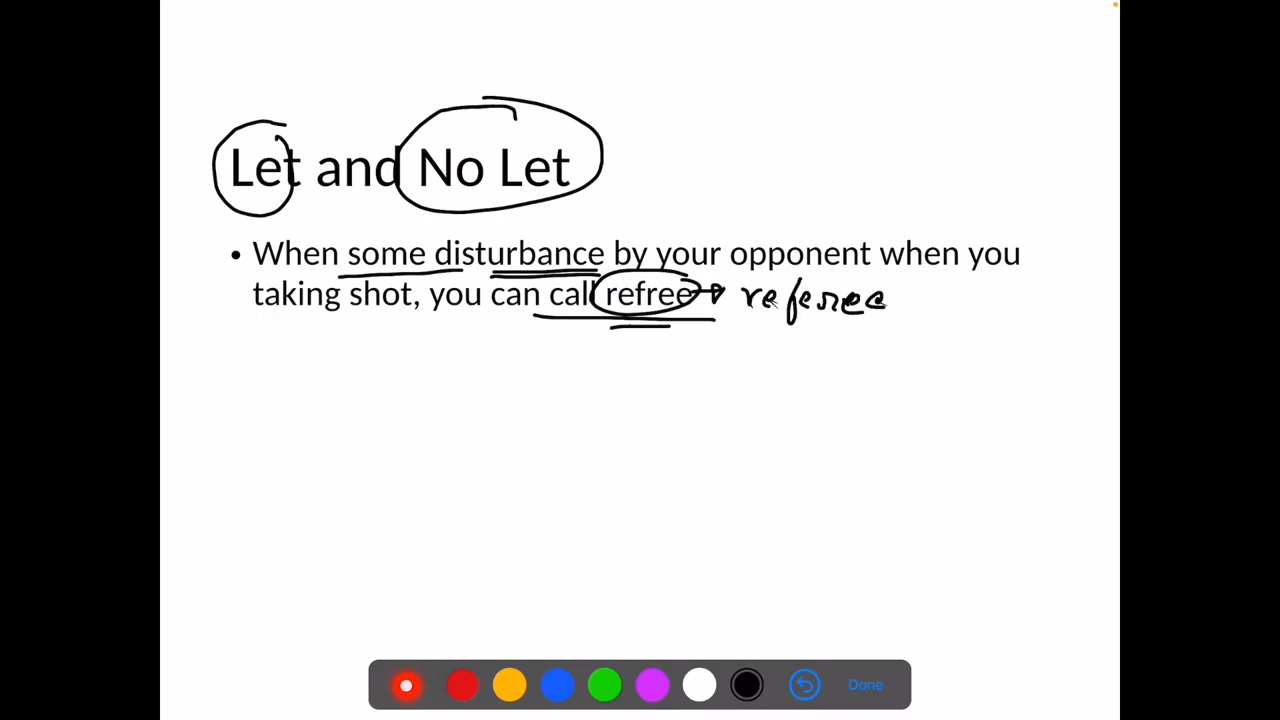 Let and No Let
• When some disturbance by your opponent when you
taking shot, you can call refree → referee
Done